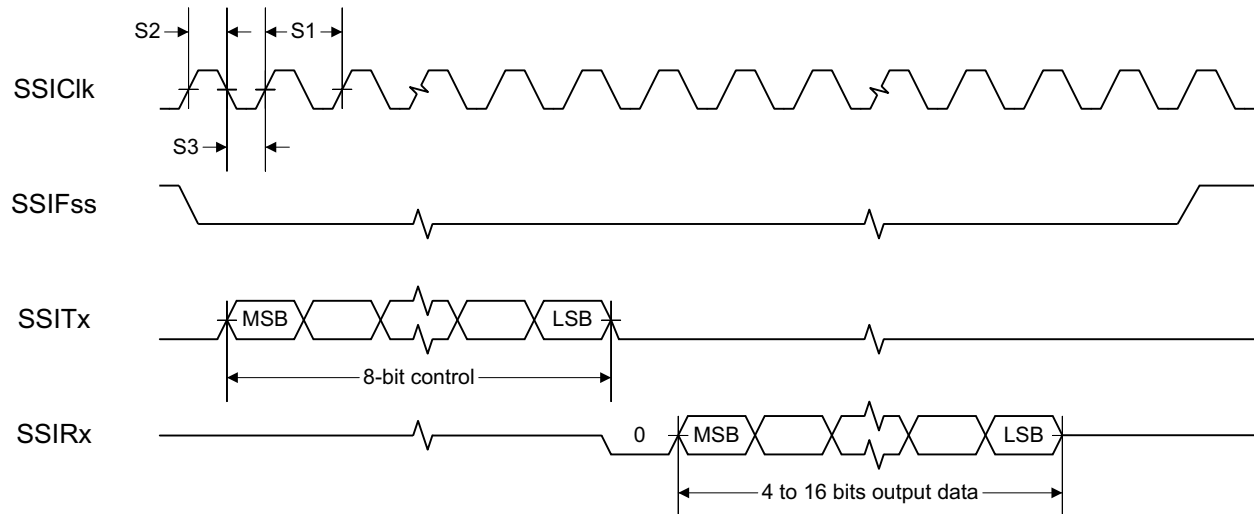 S2
S1
SSIClk
S3
SSIFss
SSITx
MSB
LSB
8-bit control
SSIRx
0
MSB
LSB
4 to 16 bits output data